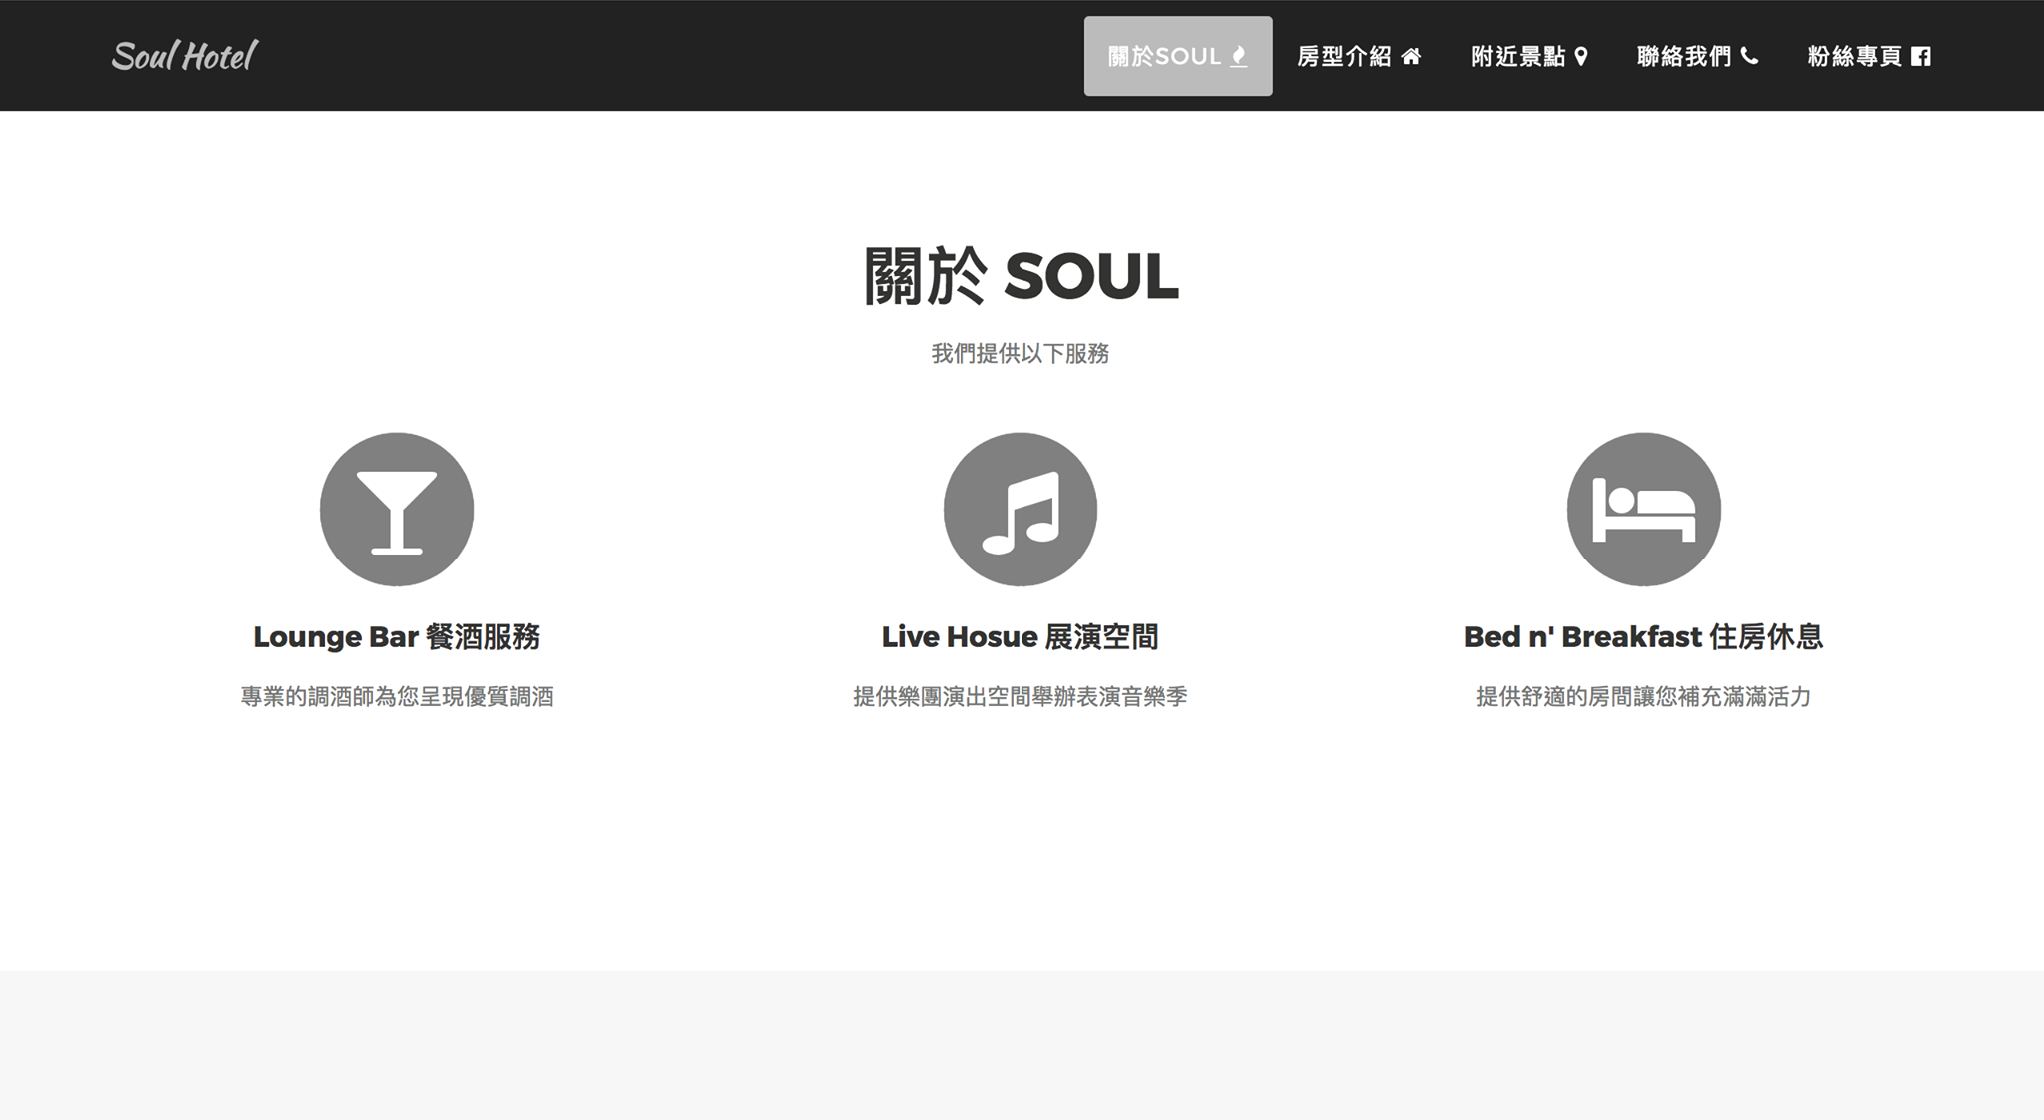 Soul Hotel
關於SOUL
房型介紹
附近景點
聯絡我們
粉絲專頁
關於 SOUL
我們提供以下服務
Lounge Bar 餐酒服務
專業的調酒師為您呈現優質調酒
Live Hosue 展演空間
提供樂團演出空間舉辦表演音樂季
Bed n' Breakfast 住房休息
提供舒適的房間讓您補充滿滿活力